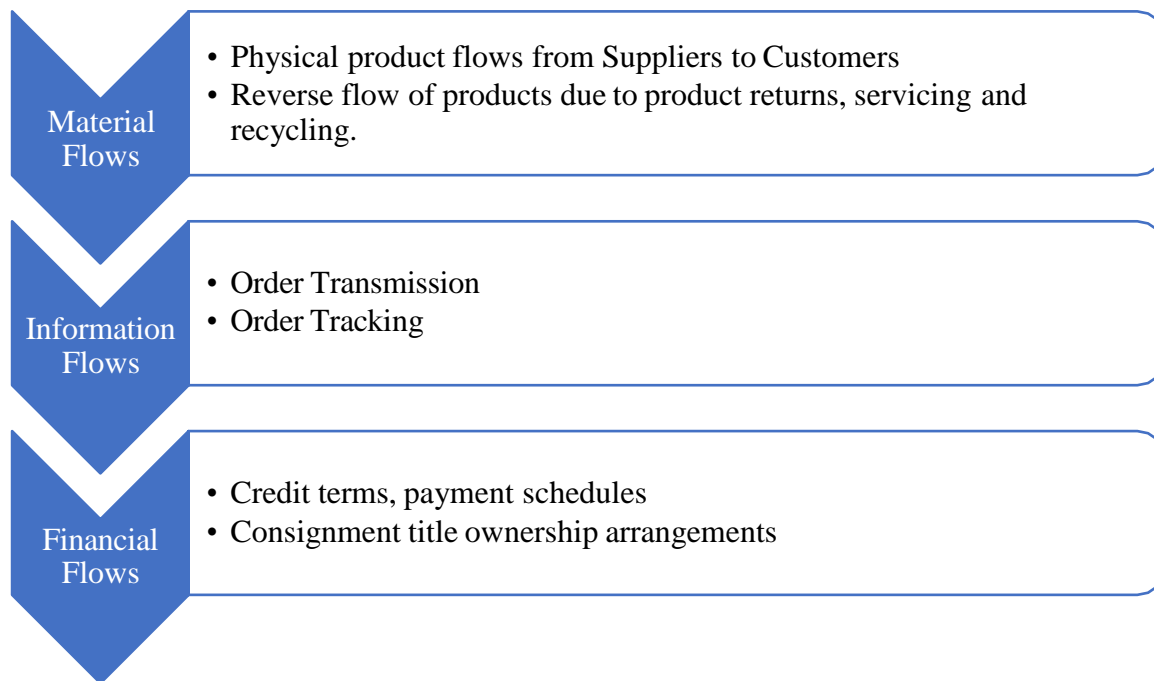 Material
Flows
• Physical product flows from Suppliers to Customers
• Reverse flow of products due to product returns, servicing and
recycling.
Information
Flows
• Order Transmission
• Order Tracking
Financial
Flows
• Credit terms, payment schedules
• Consignment title ownership arrangements